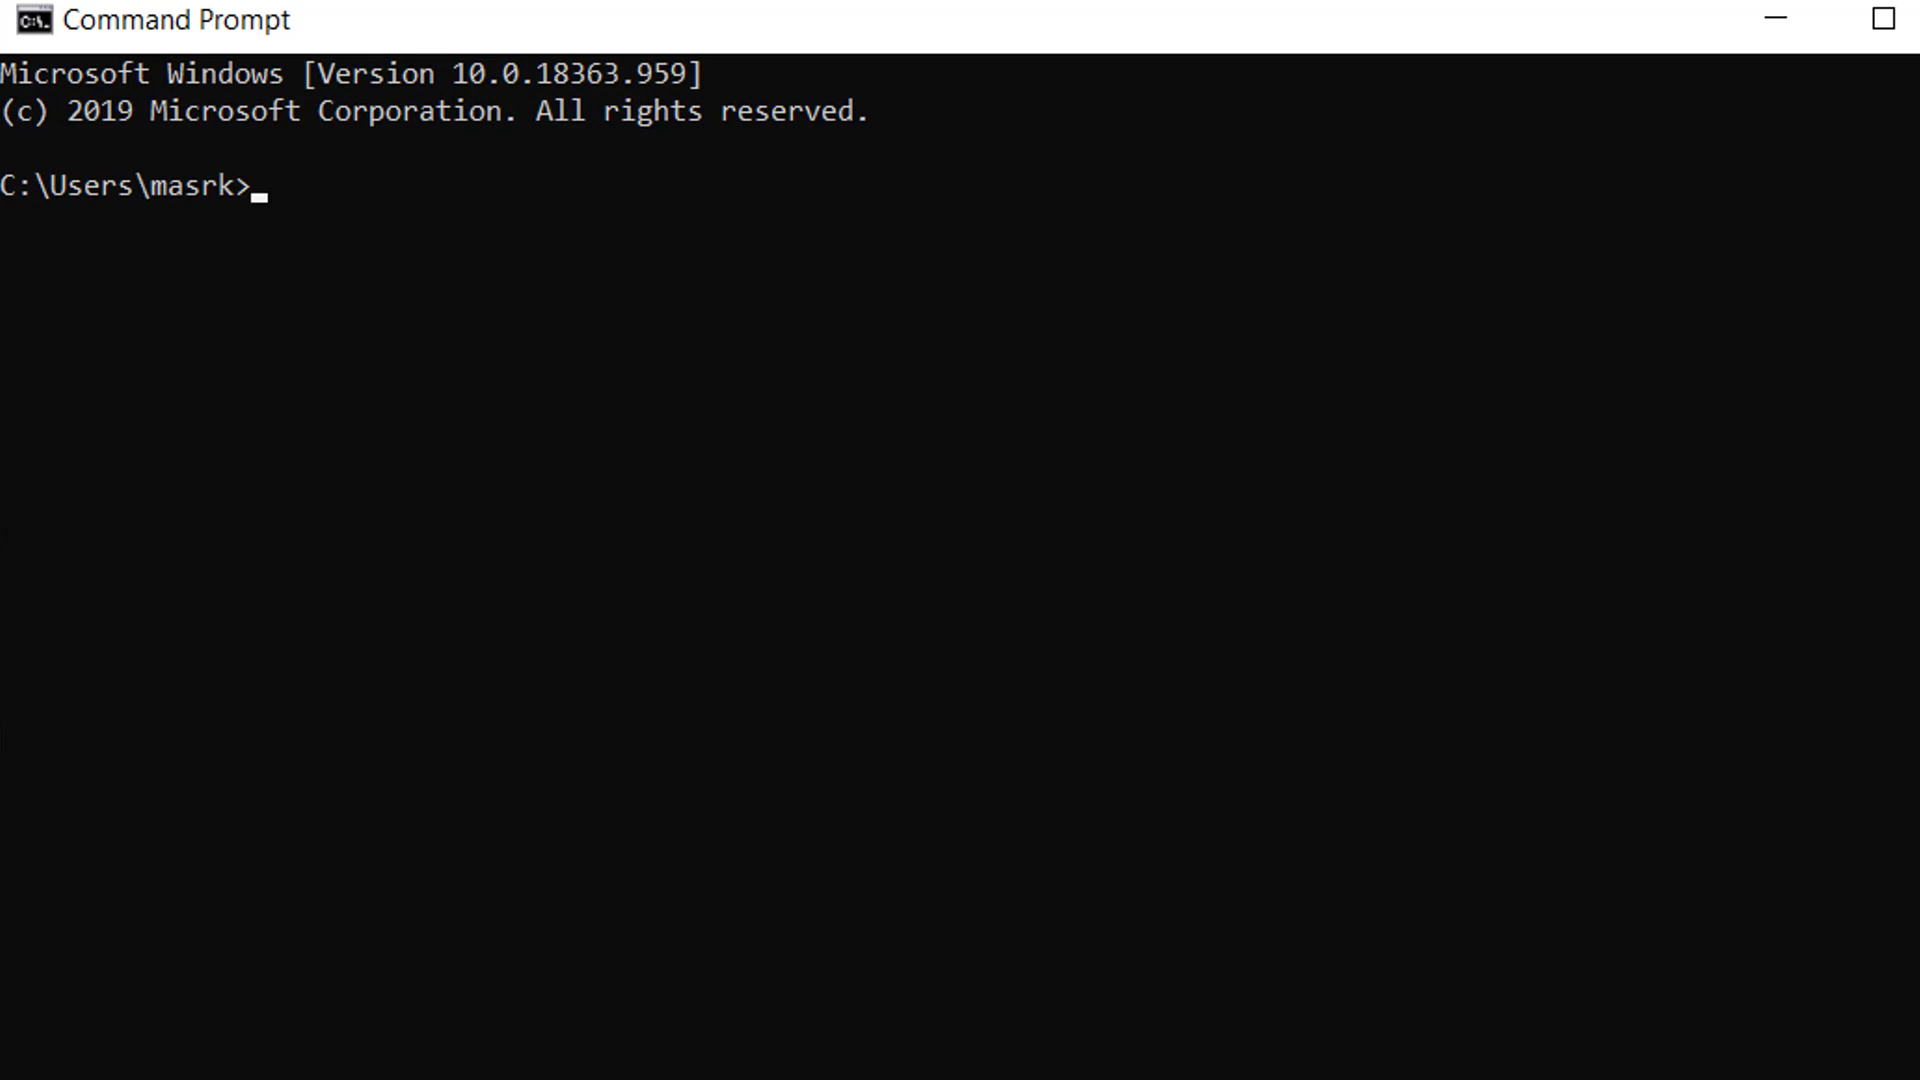 Command Prompt
Microsoft Windows [Version 10.0.18363.959]
(c) 2019 Microsoft Corporation. All rights reserved.
C:\Users\masrk>